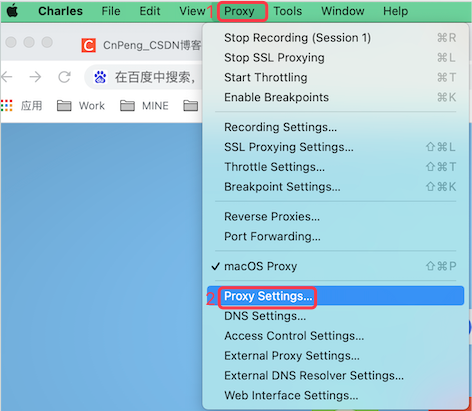 Charles File Edit View 1 Proxy Tools Window Help
CnPeng_CSDN博客
在百度中搜索，
应用 Work MINE
Stop Recording (Session 1) ⌘R
Stop SSL Proxying ⌘L
Start Throttling ⌘T
Enable Breakpoints ⌘K
Recording Settings...
SSL Proxying Settings... ⇧⌘L
Throttle Settings... ⇧⌘T
Breakpoint Settings... ⇧⌘K
Reverse Proxies...
Port Forwarding...
✓ macOS Proxy ⇧⌘P
2 Proxy Settings...
DNS Settings...
Access Control Settings...
External Proxy Settings...
External DNS Resolver Settings...
Web Interface Settings...